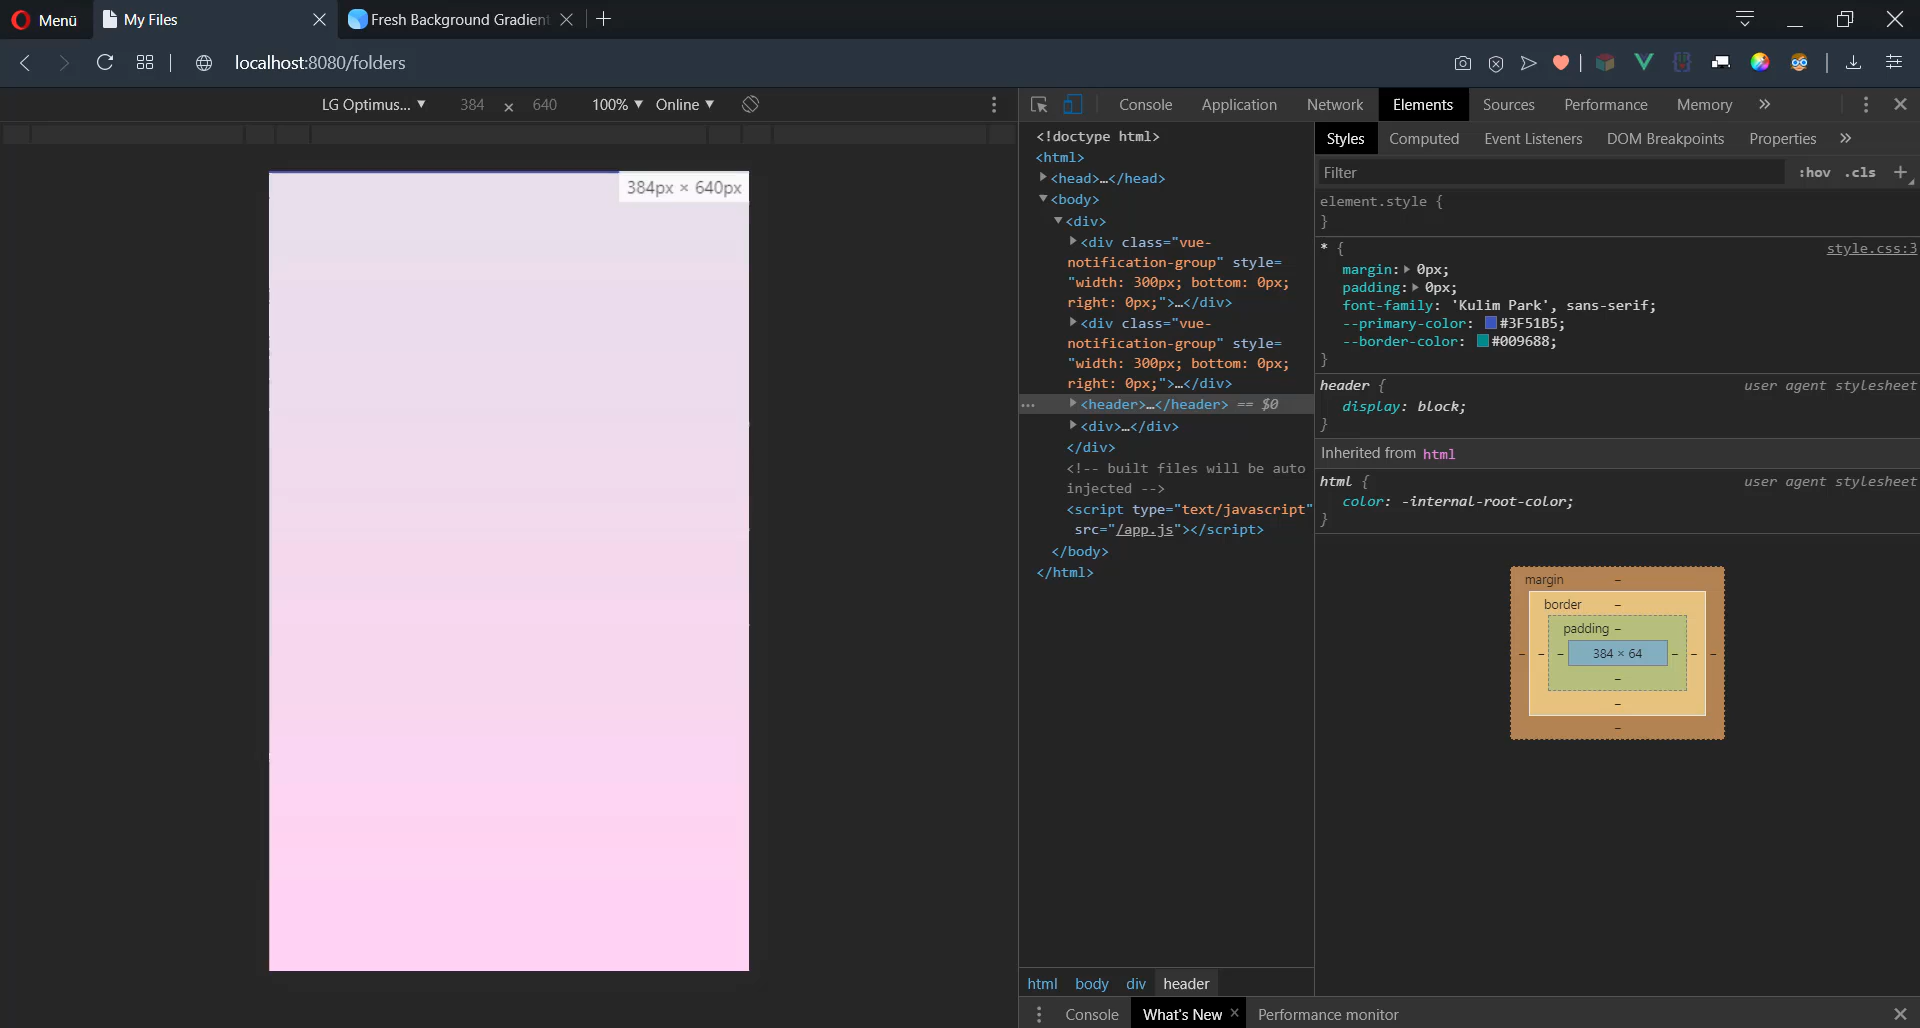 Menü
My Files
Fresh Background Gradient
localhost:8080/folders
LG Optimus... ▼ 384 × 640 100% ▼ Online ▼
Console Application Network Elements Sources Performance Memory »
384px × 640px
<!doctype html>
<html>
<head>…</head>
<body>
<div>
<div class="vue-
notification-group" style=
"width: 300px; bottom: 0px;
right: 0px;">…</div>
<div class="vue-
notification-group" style=
"width: 300px; bottom: 0px;
right: 0px;">…</div>
<header>…</header> == $0
<div>…</div>
</div>
<!-- built files will be auto
injected -->
<script type="text/javascript"
src="/app.js"></script>
</body>
</html>
html body div header
Styles Computed Event Listeners DOM Breakpoints Properties »
Filter :hov .cls +
element.style {
}
* { style.css:3
margin: 0px;
padding: 0px;
font-family: 'Kulim Park', sans-serif;
--primary-color: #3F51B5;
--border-color: #009688;
}
header { user agent stylesheet
display: block;
}
Inherited from html
html { user agent stylesheet
color: -internal-root-color;
}
margin –
border –
padding –
– – – 384 × 64 – – –
–
–
–
Console What's New × Performance monitor